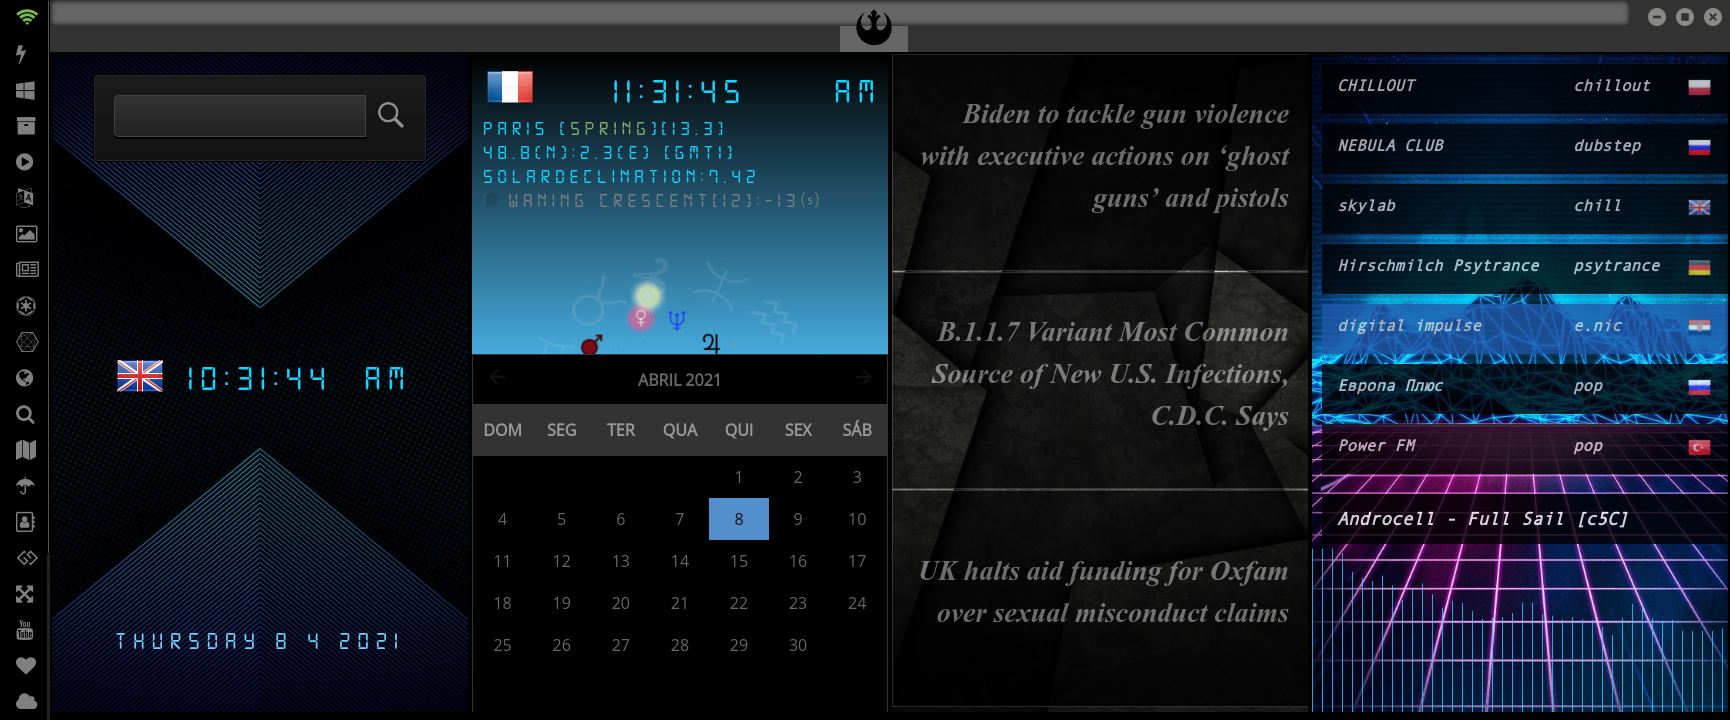 10:31:44 AM
THURSDAY 8 4 2021
11:31:45 AM
PARIS [SPRING][13.3]
48.8(N):2.3(E) [GMT1]
SOLARDECLINATION:7.42
WANING CRESCENT[12]:-13(s)
ABRIL 2021
DOM SEG TER QUA QUI SEX SÁB
1 2 3
4 5 6 7 8 9 10
11 12 13 14 15 16 17
18 19 20 21 22 23 24
25 26 27 28 29 30
Biden to tackle gun violence
with executive actions on ‘ghost
guns’ and pistols
B.1.1.7 Variant Most Common
Source of New U.S. Infections,
C.D.C. Says
UK halts aid funding for Oxfam
over sexual misconduct claims
CHILLOUT chillout
NEBULA CLUB dubstep
skylab chill
Hirschmilch Psytrance psytrance
digital impulse e.nic
Европа Плюс pop
Power FM pop
Androcell - Full Sail [c5C]
You
Tube